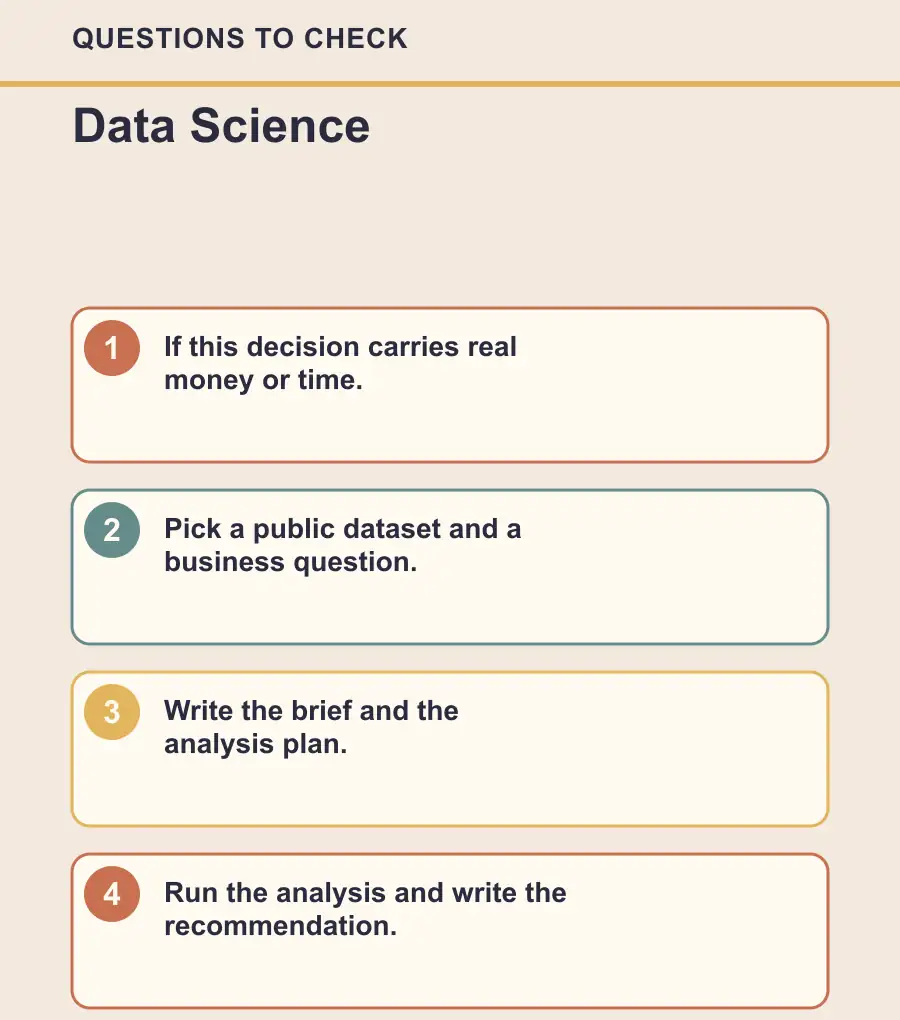 QUESTIONS TO CHECK
Data Science
1
If this decision carries real
money or time.
2
Pick a public dataset and a
business question.
3
Write the brief and the
analysis plan.
4
Run the analysis and write the
recommendation.